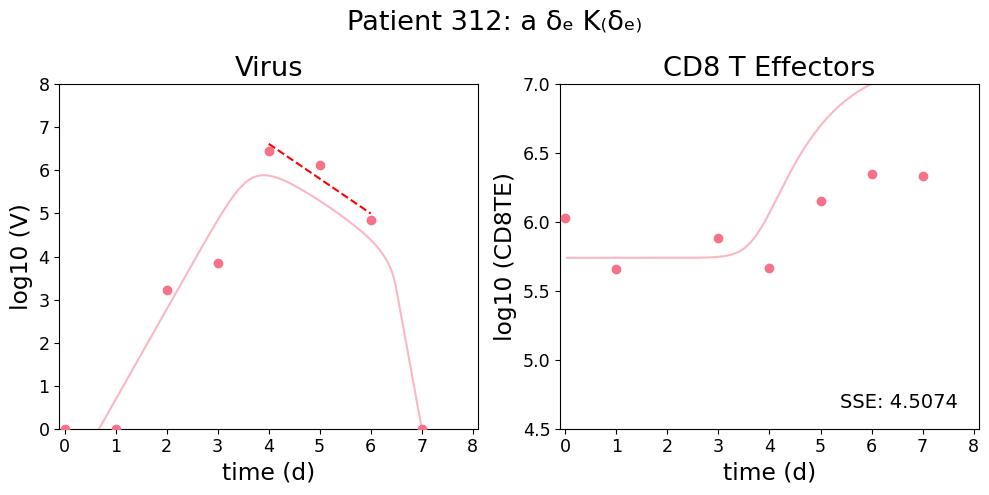 Patient 312: a δₑ K₍δₑ₎
Virus
CD8 T Effectors
log10 (V)
8
7
6
5
4
3
2
1
0
0 1 2 3 4 5 6 7 8
time (d)
log10 (CD8TE)
7.0
6.5
6.0
5.5
5.0
4.5
SSE: 4.5074
0 1 2 3 4 5 6 7 8
time (d)